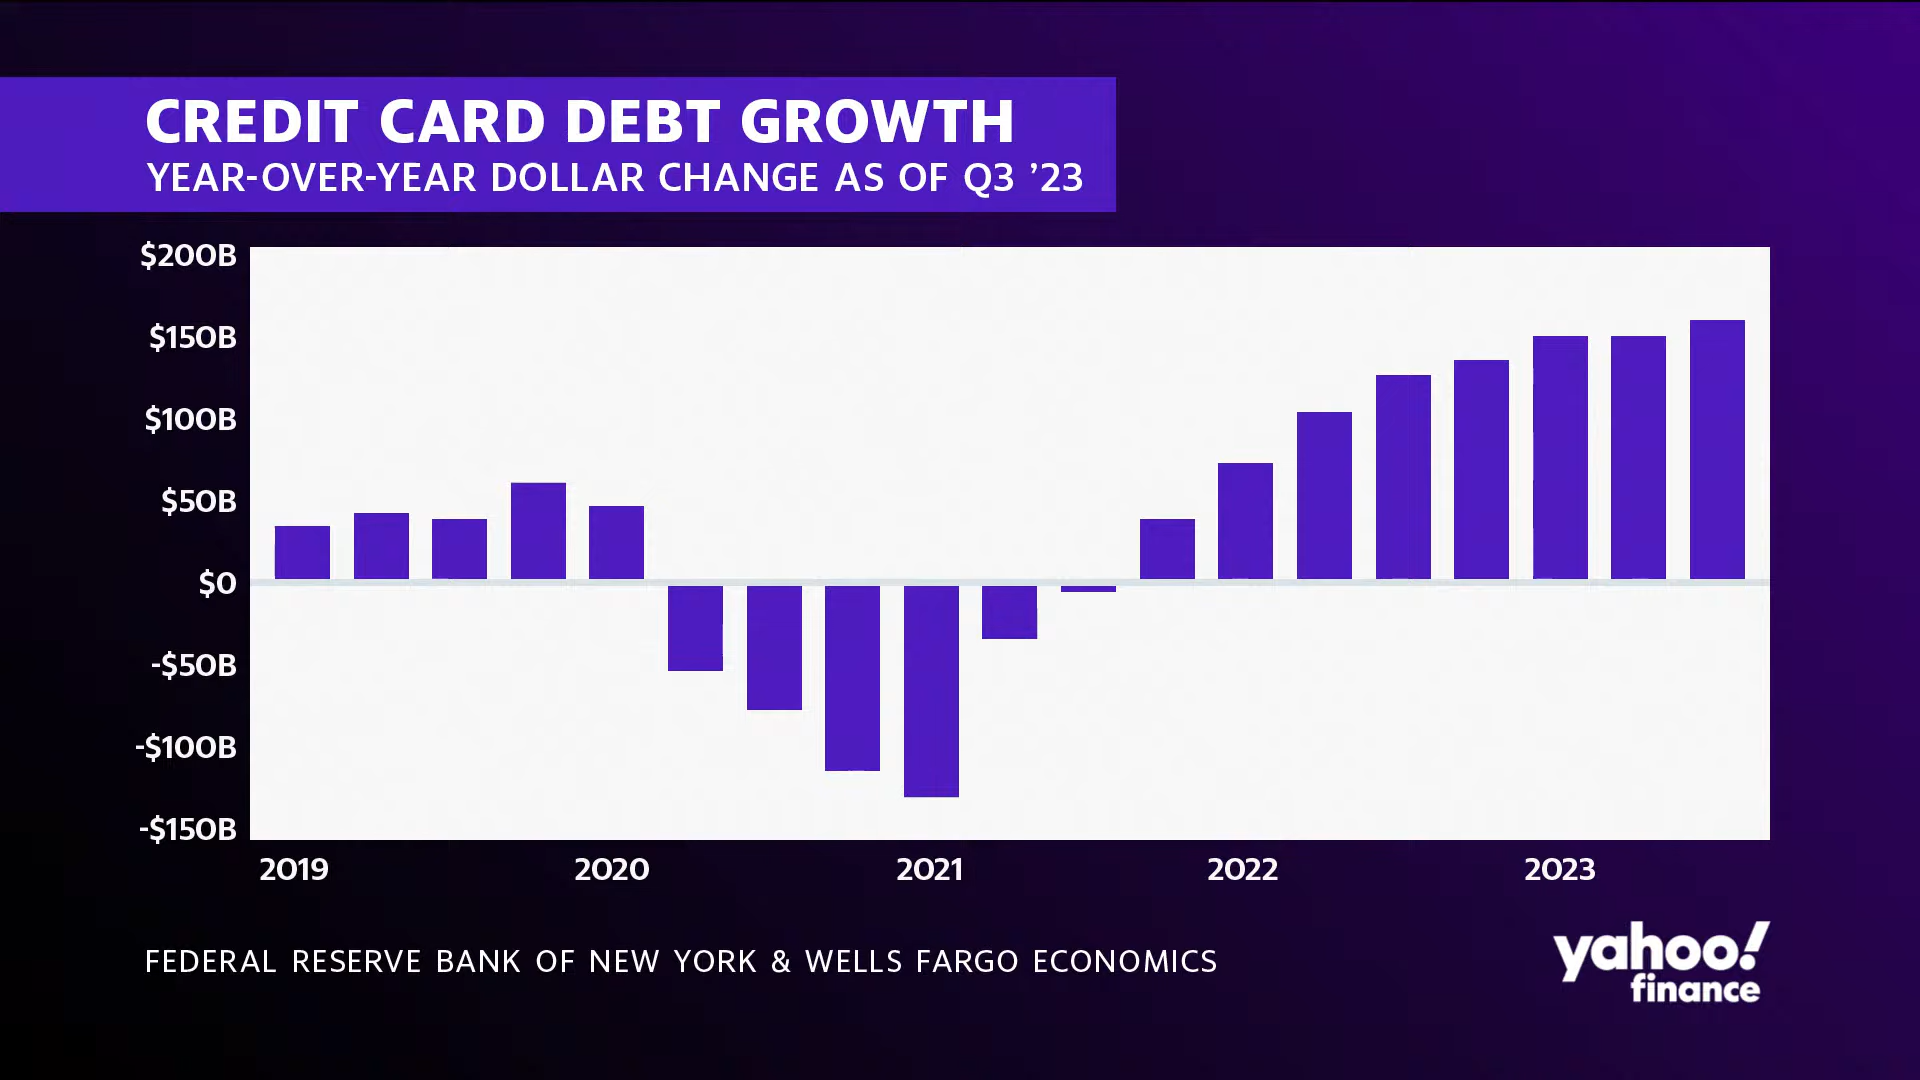 CREDIT CARD DEBT GROWTH
YEAR-OVER-YEAR DOLLAR CHANGE AS OF Q3 ’23
$200B
$150B
$100B
$50B
$0
-$50B
-$100B
-$150B
2019 2020 2021 2022 2023
FEDERAL RESERVE BANK OF NEW YORK & WELLS FARGO ECONOMICS
yahoo!
finance